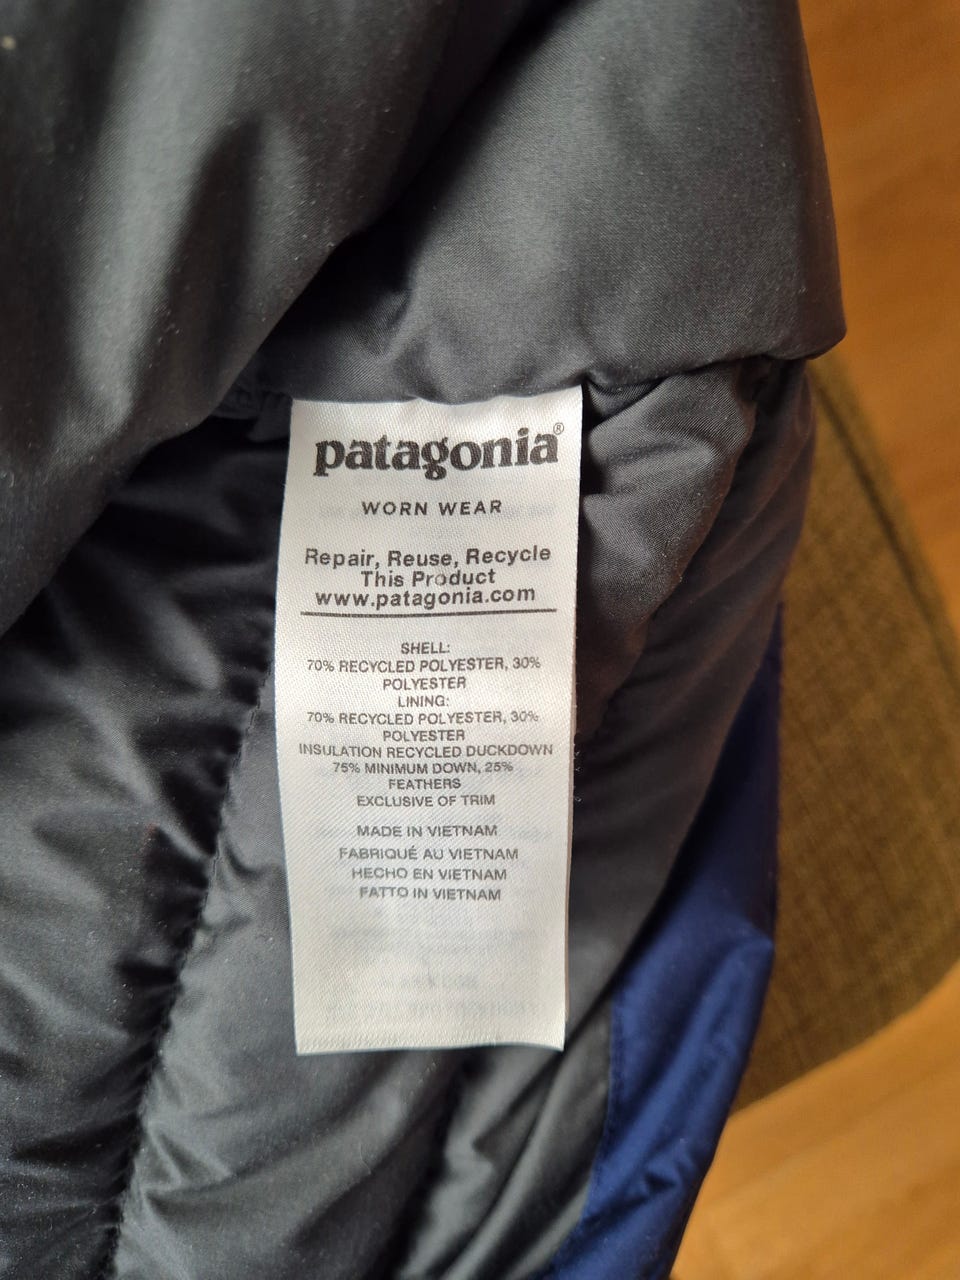 patagonia®
WORN WEAR
Repair, Reuse, Recycle
This Product
www.patagonia.com
SHELL:
70% RECYCLED POLYESTER, 30%
POLYESTER
LINING:
70% RECYCLED POLYESTER, 30%
POLYESTER
INSULATION RECYCLED DUCKDOWN
75% MINIMUM DOWN, 25%
FEATHERS
EXCLUSIVE OF TRIM
MADE IN VIETNAM
FABRIQUÉ AU VIETNAM
HECHO EN VIETNAM
FATTO IN VIETNAM